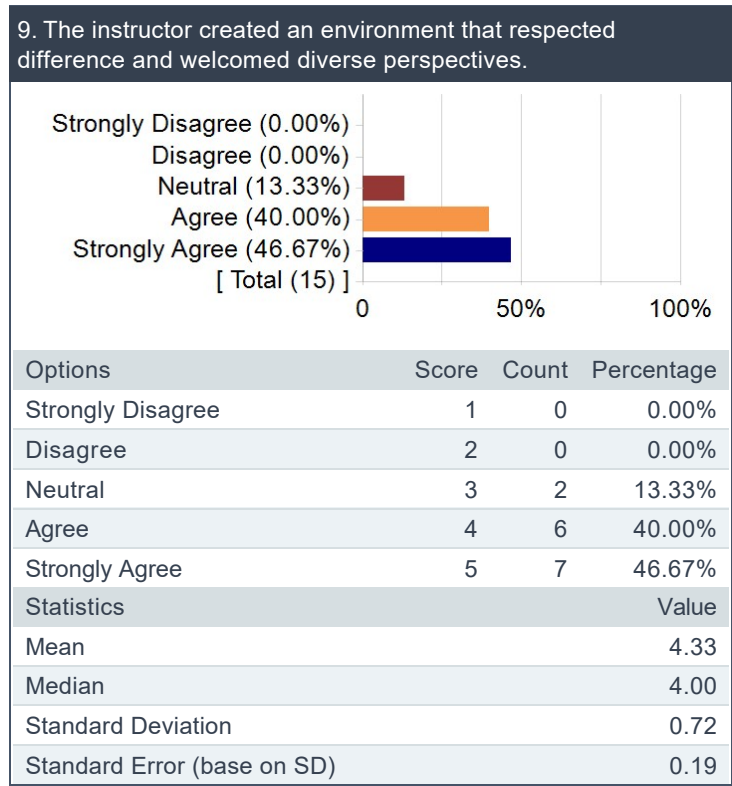 9. The instructor created an environment that respected
difference and welcomed diverse perspectives.
Strongly Disagree (0.00%)
Disagree (0.00%)
Neutral (13.33%)
Agree (40.00%)
Strongly Agree (46.67%)
[ Total (15) ]
0 50% 100%
Options Score Count Percentage
Strongly Disagree 1 0 0.00%
Disagree 2 0 0.00%
Neutral 3 2 13.33%
Agree 4 6 40.00%
Strongly Agree 5 7 46.67%
Statistics Value
Mean 4.33
Median 4.00
Standard Deviation 0.72
Standard Error (base on SD) 0.19